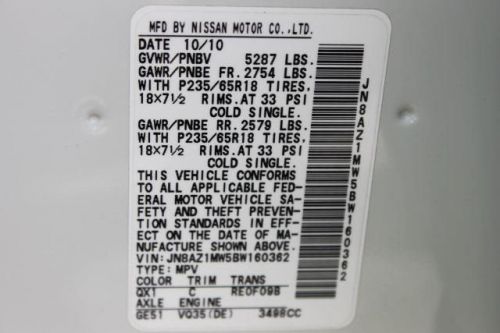 MFD BY NISSAN MOTOR CO.,LTD.
DATE 10/10
GVWR/PNBV 5287 LBS.
GAWR/PNBE FR. 2754 LBS.
WITH P235/65R18 TIRES,
18X7½ RIMS.AT 33 PSI
COLD SINGLE.
GAWR/PNBE RR. 2579 LBS.
WITH P235/65R18 TIRES,
18X7½ RIMS.AT 33 PSI
COLD SINGLE.
THIS VEHICLE CONFORMS
TO ALL APPLICABLE FED-
ERAL MOTOR VEHICLE SA-
FETY AND THEFT PREVEN-
TION STANDARDS IN EFFE-
CT ON THE DATE OF MAN-
UFACTURE SHOWN ABOVE.
VIN: JN8AZ1MW5BW160362
TYPE: MPV
COLOR TRIM TRANS
QX1 C RE0F09B
AXLE ENGINE
GE51 VQ35(DE) 3498CC
JN8AZ1MW5BW160362